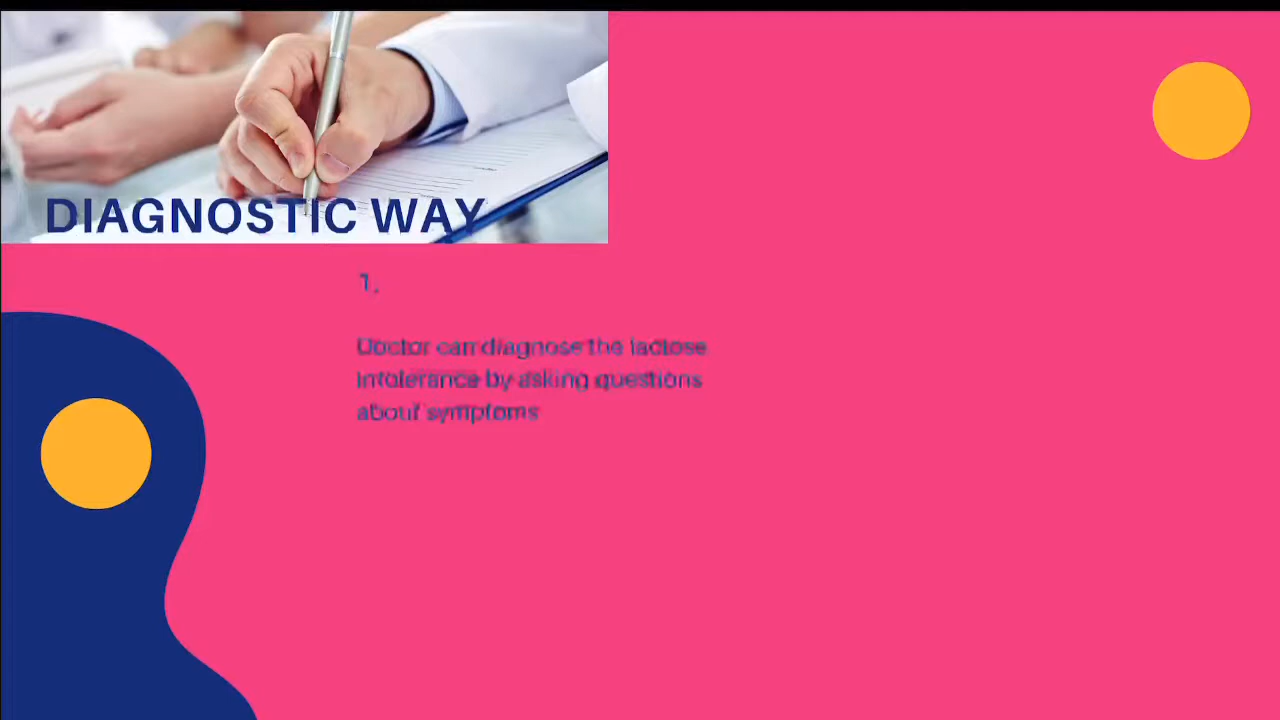 DIAGNOSTIC WAY
1.
Doctor can diagnose the lactose
intolerance by asking questions
about symptoms